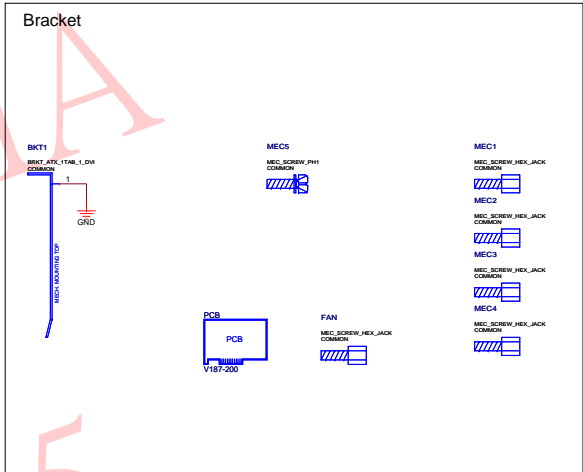 Bracket
BKT1
BRKT_ATX_1TAB_1_DVI
COMMON
1
GND
MECH. MOUNTING TOP
MEC5
MEC_SCREW_PH1
COMMON
MEC1
MEC_SCREW_HEX_JACK
COMMON
MEC2
MEC_SCREW_HEX_JACK
COMMON
MEC3
MEC_SCREW_HEX_JACK
COMMON
MEC4
MEC_SCREW_HEX_JACK
COMMON
PCB
PCB
V187-200
FAN
MEC_SCREW_HEX_JACK
COMMON
A
5